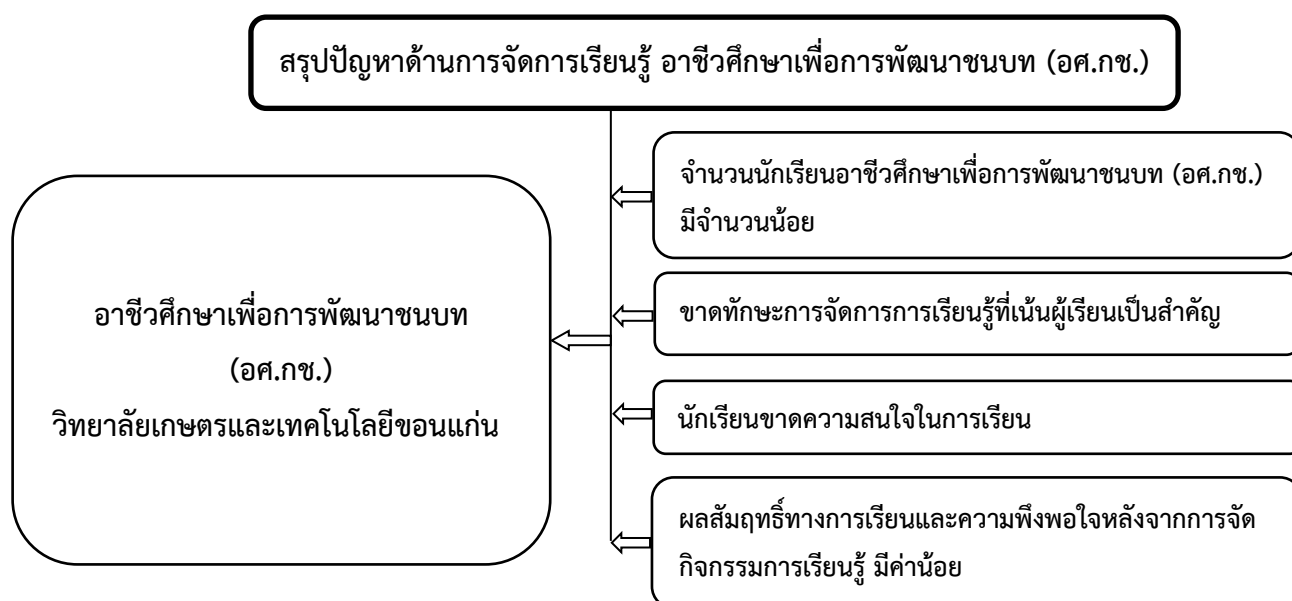 สรุปปัญหาด้านการจัดการเรียนรู้ อาชีวศึกษาเพื่อการพัฒนาชนบท (อศ.กช.)
อาชีวศึกษาเพื่อการพัฒนาชนบท
(อศ.กช.)
วิทยาลัยเกษตรและเทคโนโลยีขอนแก่น
จำนวนนักเรียนอาชีวศึกษาเพื่อการพัฒนาชนบท (อศ.กช.)
มีจำนวนน้อย
ขาดทักษะการจัดการการเรียนรู้ที่เน้นผู้เรียนเป็นสำคัญ
นักเรียนขาดความสนใจในการเรียน
ผลสัมฤทธิ์ทางการเรียนและความพึงพอใจหลังจากการจัด
กิจกรรมการเรียนรู้ มีค่าน้อย